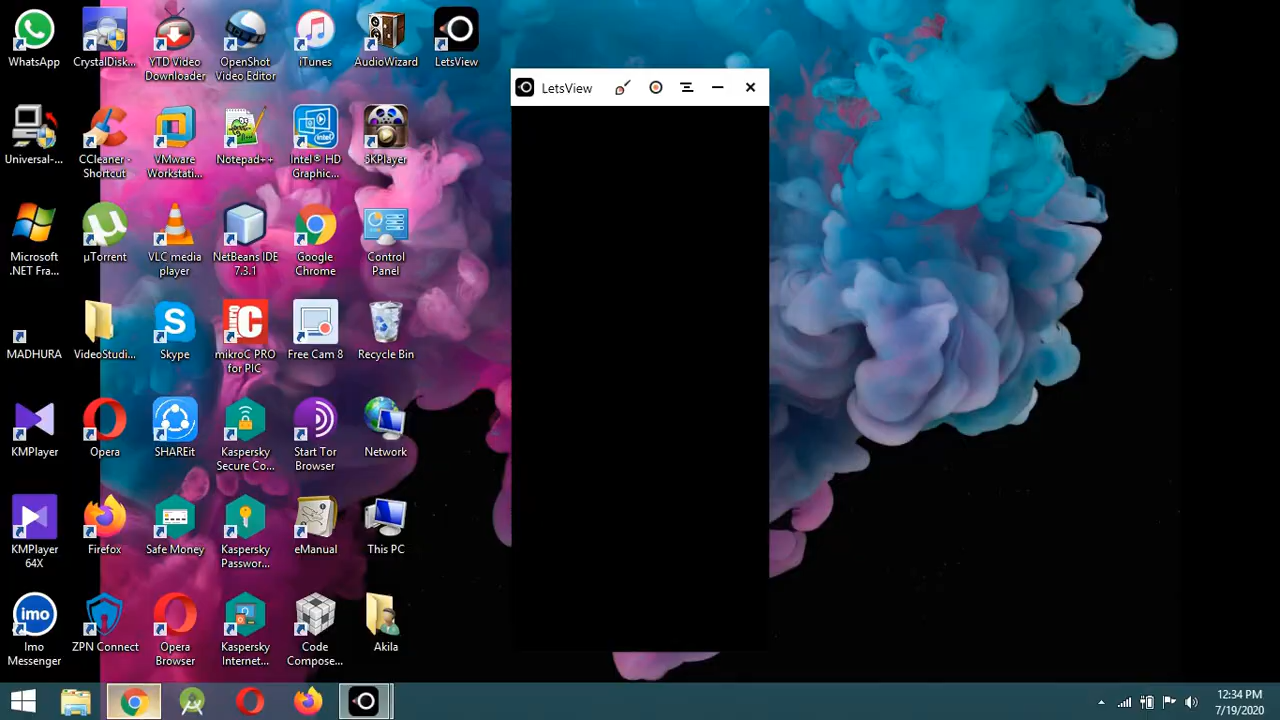 WhatsApp
CrystalDisk...
YTD Video
Downloader
OpenShot
Video Editor
iTunes
AudioWizard
LetsView
LetsView
Universal-...
CCleaner -
Shortcut
VMware
Workstati...
Notepad++
Intel® HD
Graphic...
5KPlayer
Microsoft
.NET Fra...
µTorrent
VLC media
player
NetBeans IDE
7.3.1
Google
Chrome
Control
Panel
MADHURA
VideoStudi...
Skype
mikroC PRO
for PIC
Free Cam 8
Recycle Bin
KMPlayer
Opera
SHAREit
Kaspersky
Secure Co...
Start Tor
Browser
Network
KMPlayer
64X
Firefox
Safe Money
Kaspersky
Passwor...
eManual
This PC
imo
Imo
Messenger
ZPN Connect
Opera
Browser
Kaspersky
Internet...
Code
Compose...
Akila
12:34 PM
7/19/2020